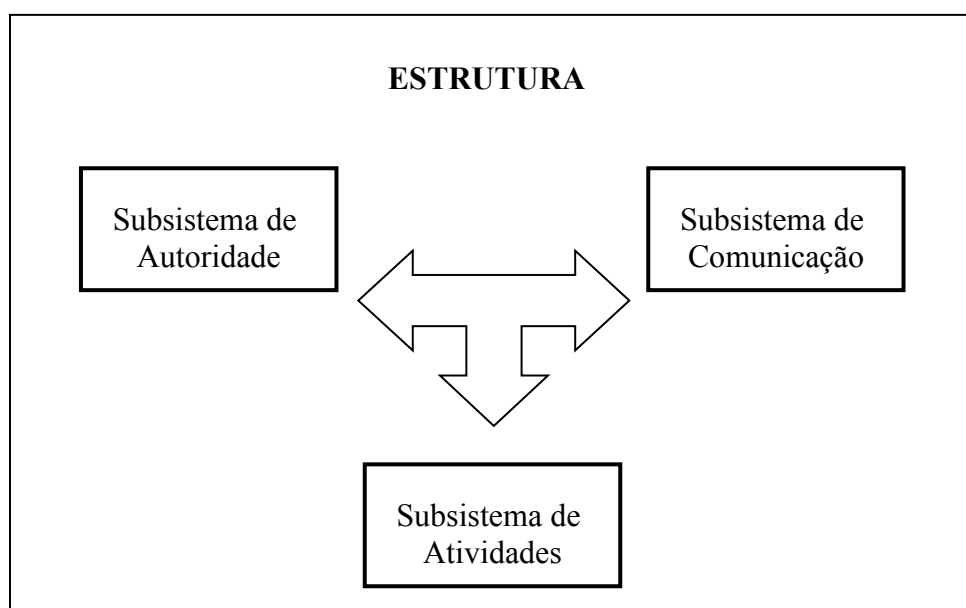 ESTRUTURA
Subsistema de
Autoridade
Subsistema de
Comunicação
Subsistema de
Atividades